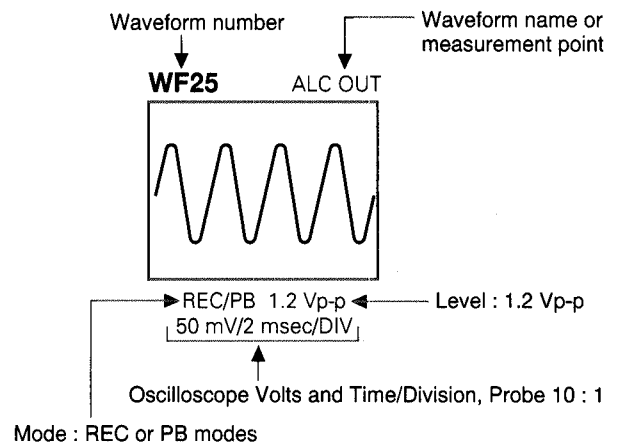 Waveform number
Waveform name or
measurement point
WF25 ALC OUT
REC/PB 1.2 Vp-p
Level : 1.2 Vp-p
50 mV/2 msec/DIV
Oscilloscope Volts and Time/Division, Probe 10 : 1
Mode : REC or PB modes